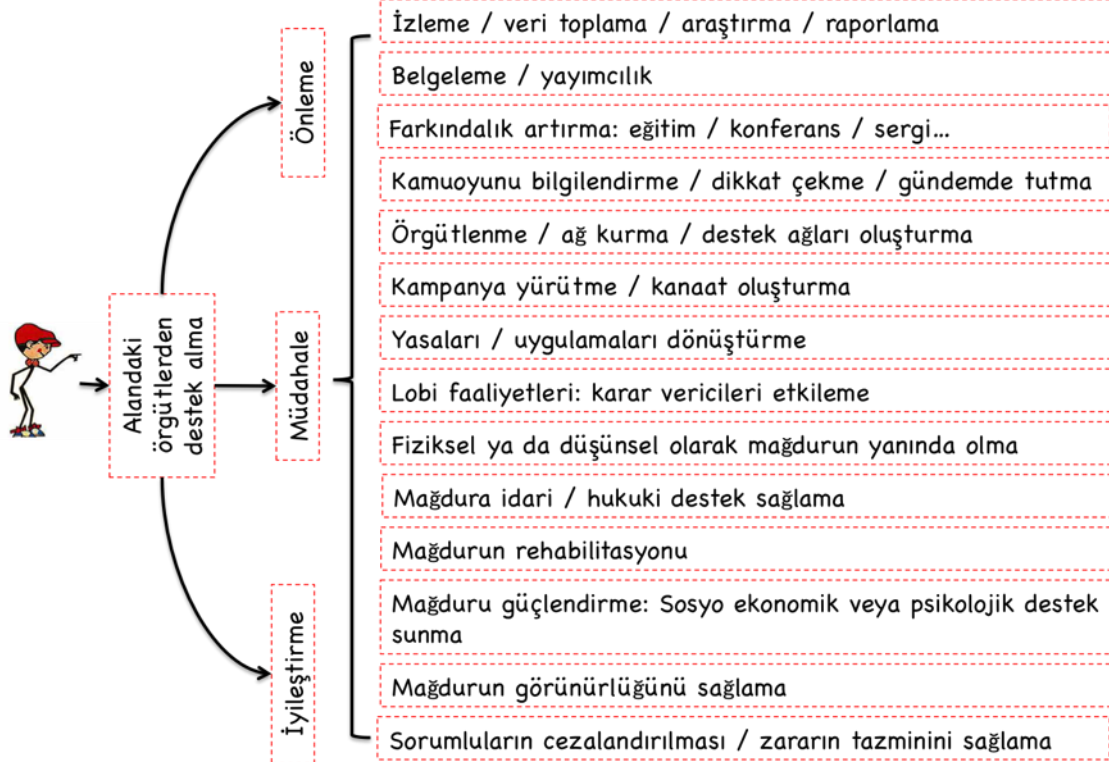 Alandaki
örgütlerden
destek alma
Önleme
Müdahale
İyileştirme
İzleme / veri toplama / araştırma / raporlama
Belgeleme / yayımcılık
Farkındalık artırma: eğitim / konferans / sergi...
Kamuoyunu bilgilendirme / dikkat çekme / gündemde tutma
Örgütlenme / ağ kurma / destek ağları oluşturma
Kampanya yürütme / kanaat oluşturma
Yasaları / uygulamaları dönüştürme
Lobi faaliyetleri: karar vericileri etkileme
Fiziksel ya da düşünsel olarak mağdurun yanında olma
Mağdura idari / hukuki destek sağlama
Mağdurun rehabilitasyonu
Mağduru güçlendirme: Sosyo ekonomik veya psikolojik destek
sunma
Mağdurun görünürlüğünü sağlama
Sorumluların cezalandırılması / zararın tazminini sağlama